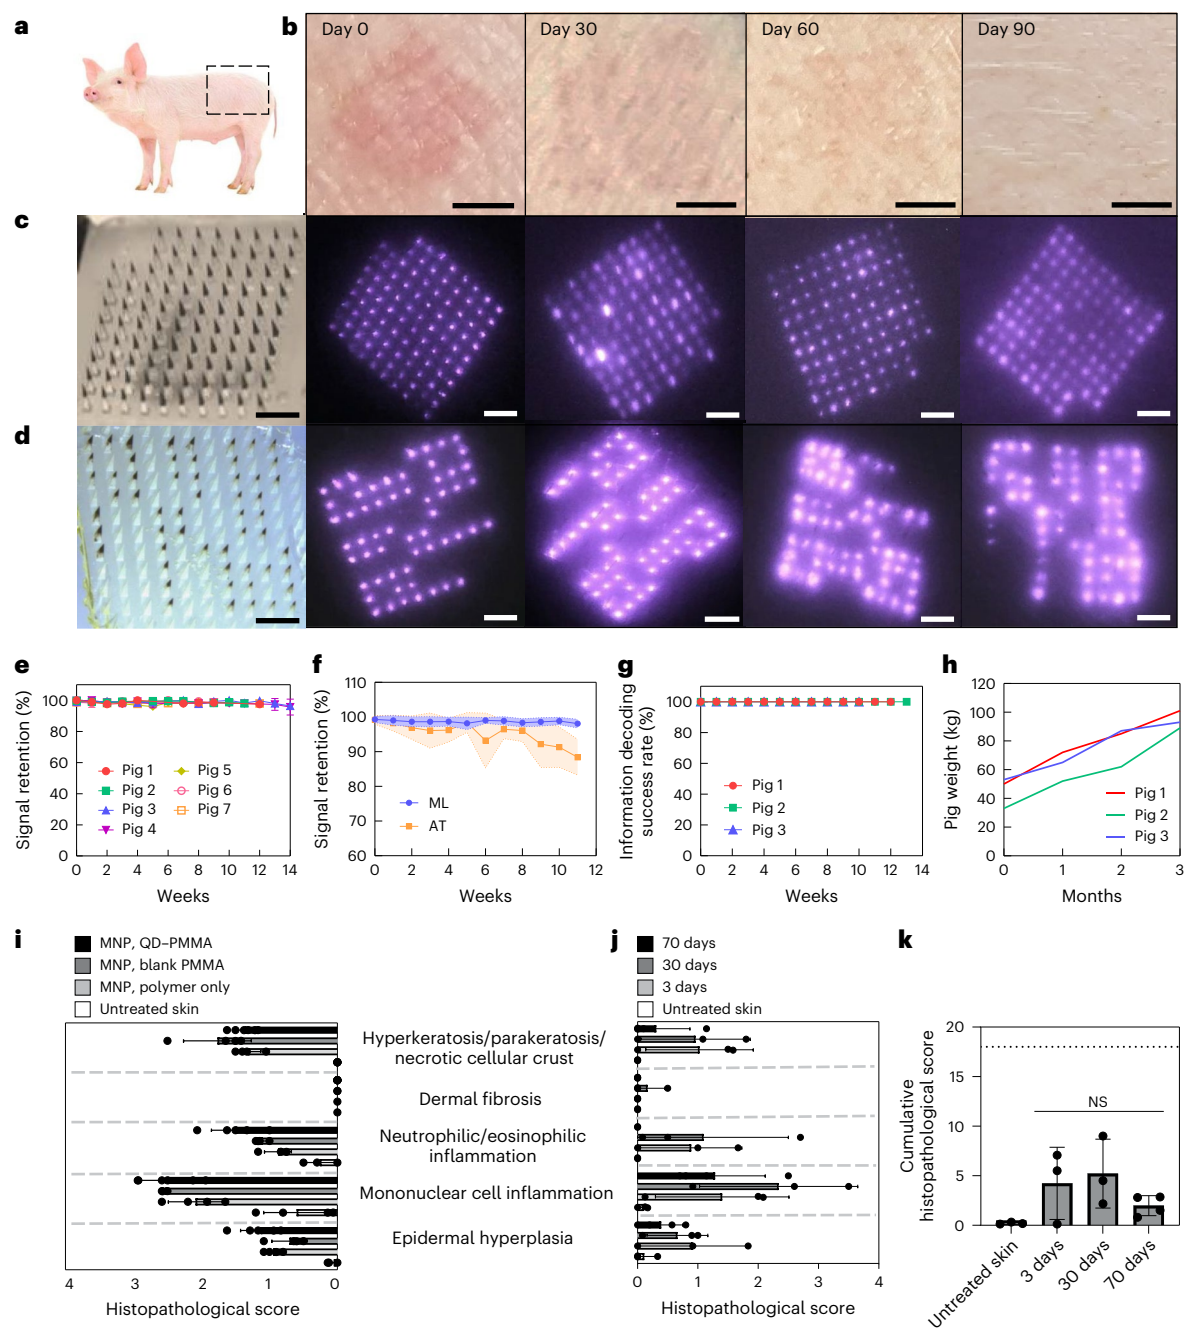 a
b
Day 0
Day 30
Day 60
Day 90
c
d
e
Signal retention (%)
100
80
60
40
20
0
Pig 1
Pig 2
Pig 3
Pig 4
Pig 5
Pig 6
Pig 7
0 2 4 6 8 10 12 14
Weeks
f
Signal retention (%)
110
100
90
80
70
60
ML
AT
0 2 4 6 8 10 12
Weeks
g
Information decoding
success rate (%)
100
80
60
40
20
0
Pig 1
Pig 2
Pig 3
0 2 4 6 8 10 12 14
Weeks
h
Pig weight (kg)
120
100
80
60
40
20
0
Pig 1
Pig 2
Pig 3
0 1 2 3
Months
i
MNP, QD–PMMA
MNP, blank PMMA
MNP, polymer only
Untreated skin
4 3 2 1 0
Histopathological score
Hyperkeratosis/parakeratosis/
necrotic cellular crust
Dermal fibrosis
Neutrophilic/eosinophilic
inflammation
Mononuclear cell inflammation
Epidermal hyperplasia
j
70 days
30 days
3 days
Untreated skin
0 1 2 3 4
Histopathological score
k
Cumulative
histopathological score
20
15
10
5
0
NS
Untreated skin
3 days
30 days
70 days